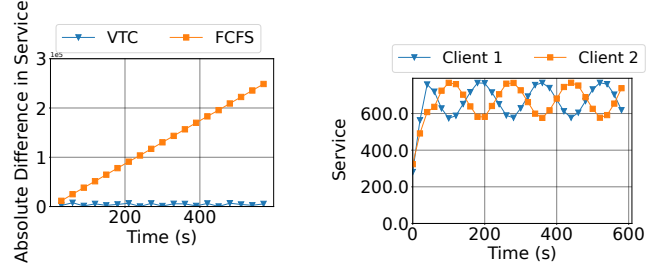 VTC FCFS
1e5
Absolute Difference in Service
3
2
1
0
200 400
Time (s)
Client 1 Client 2
Service
600.0
400.0
200.0
0.0
0 200 400 600
Time (s)